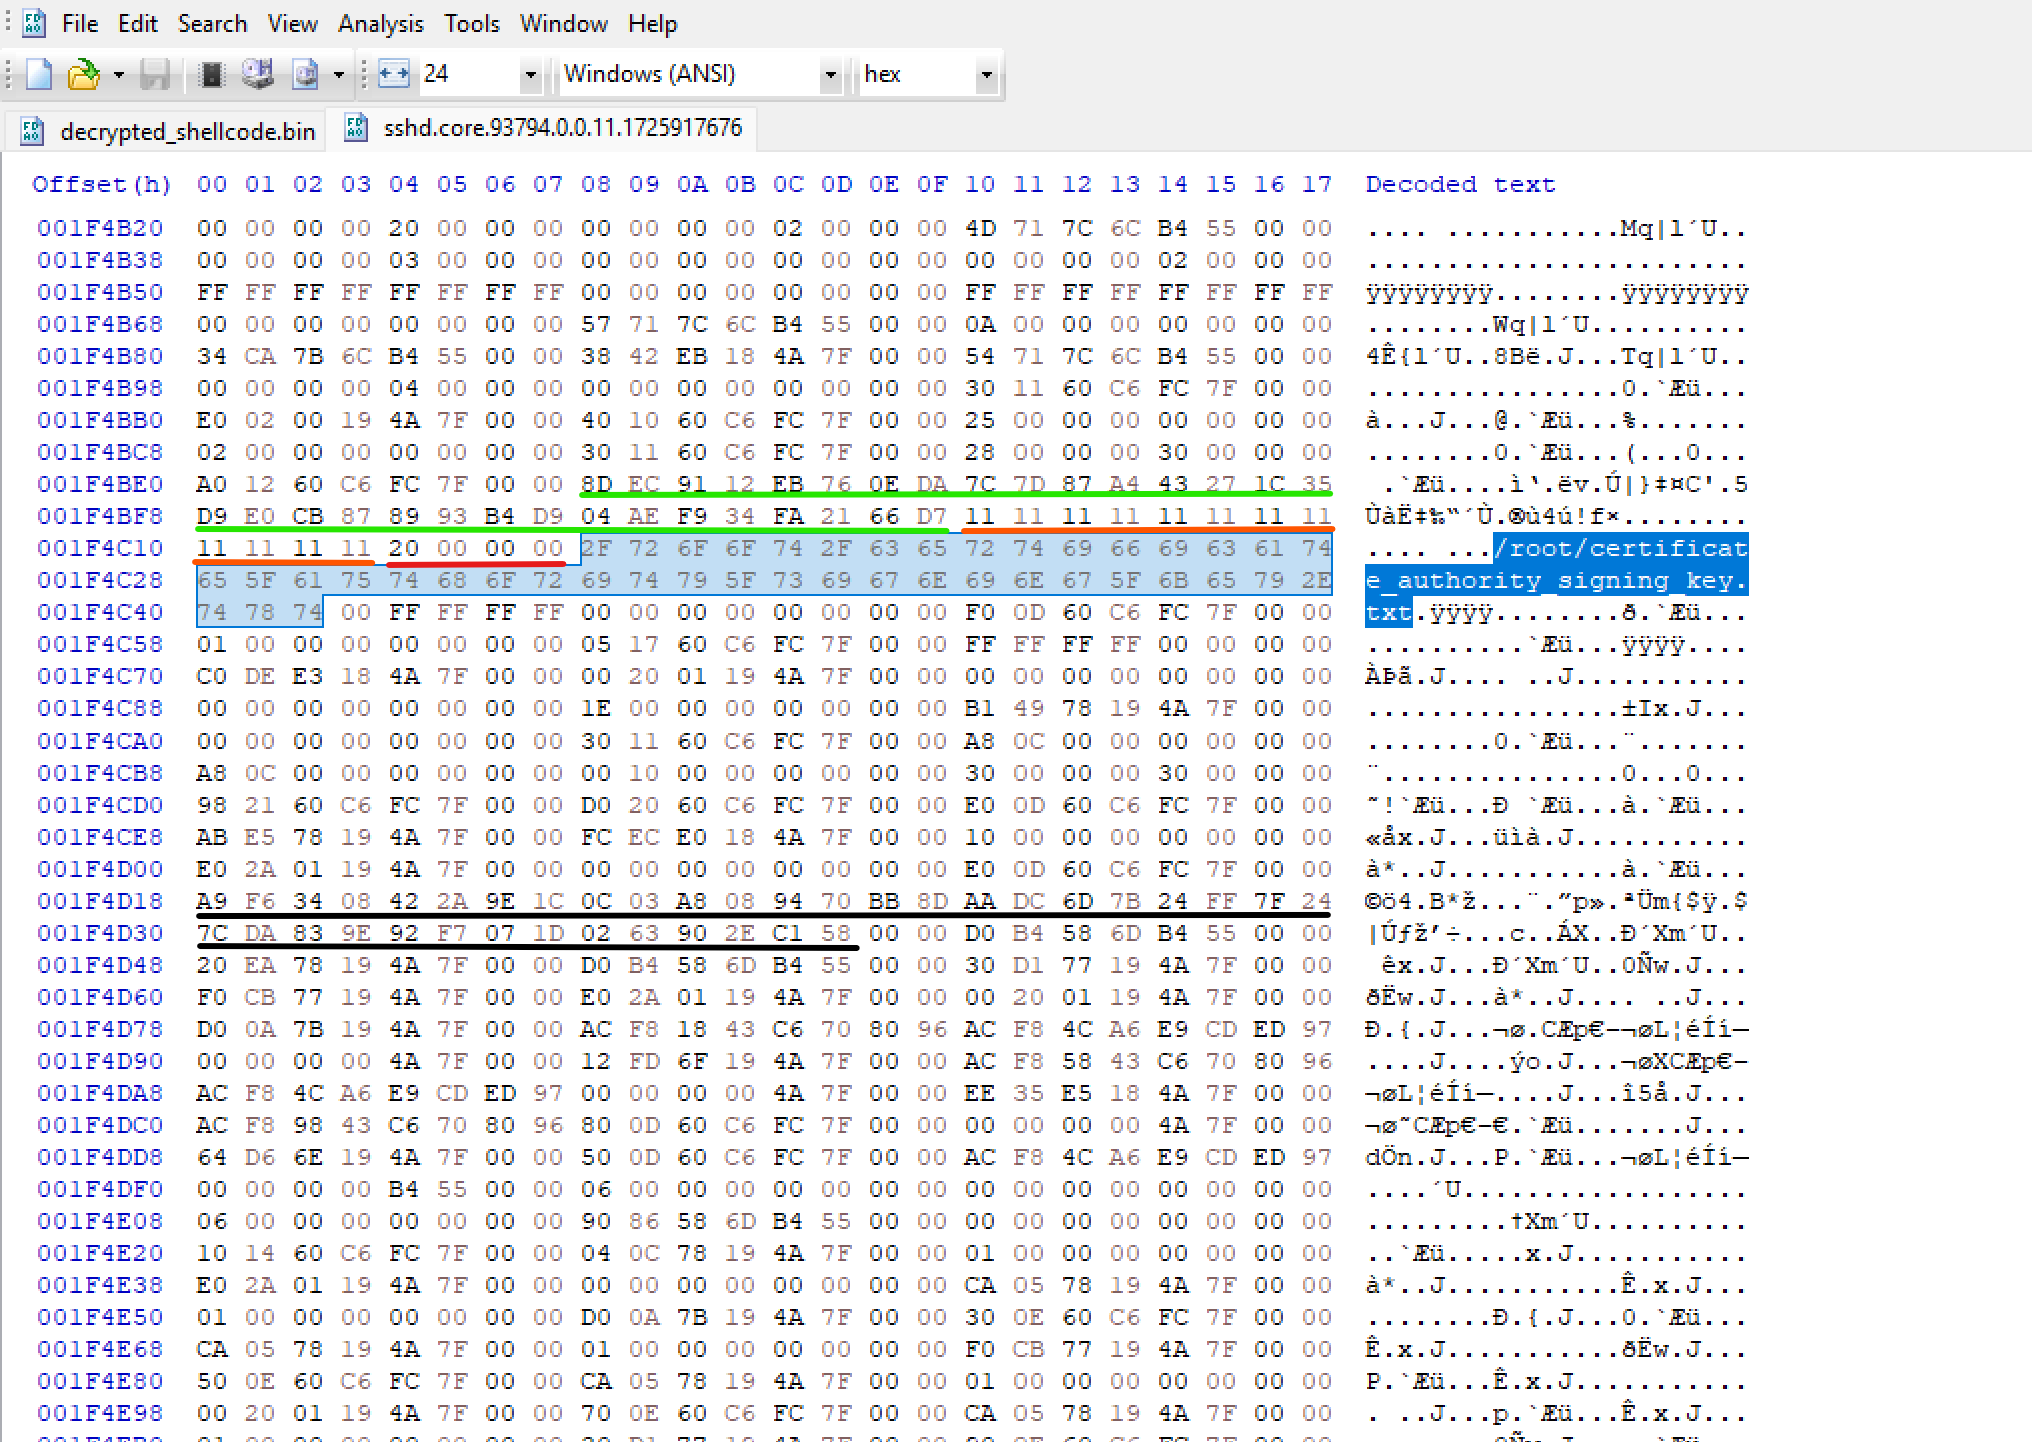 File Edit Search View Analysis Tools Window Help
24 Windows (ANSI) hex
decrypted_shellcode.bin sshd.core.93794.0.0.11.1725917676
Offset(h) 00 01 02 03 04 05 06 07 08 09 0A 0B 0C 0D 0E 0F 10 11 12 13 14 15 16 17 Decoded text
001F4B20 00 00 00 00 20 00 00 00 00 00 00 00 02 00 00 00 4D 71 7C 6C B4 55 00 00 .... ...........Mq|l´U..
001F4B38 00 00 00 00 03 00 00 00 00 00 00 00 00 00 00 00 00 00 00 00 02 00 00 00 ........................
001F4B50 FF FF FF FF FF FF FF FF 00 00 00 00 00 00 00 00 FF FF FF FF FF FF FF FF ÿÿÿÿÿÿÿÿ........ÿÿÿÿÿÿÿÿ
001F4B68 00 00 00 00 00 00 00 00 57 71 7C 6C B4 55 00 00 0A 00 00 00 00 00 00 00 ........Wq|l´U..........
001F4B80 34 CA 7B 6C B4 55 00 00 38 42 EB 18 4A 7F 00 00 54 71 7C 6C B4 55 00 00 4Ê{l´U..8Bë.J...Tq|l´U..
001F4B98 00 00 00 00 04 00 00 00 00 00 00 00 00 00 00 00 30 11 60 C6 FC 7F 00 00 ................0.`Æü...
001F4BB0 E0 02 00 19 4A 7F 00 00 40 10 60 C6 FC 7F 00 00 25 00 00 00 00 00 00 00 à...J...@.`Æü...%.......
001F4BC8 02 00 00 00 00 00 00 00 30 11 60 C6 FC 7F 00 00 28 00 00 00 30 00 00 00 ........0.`Æü...(...0...
001F4BE0 A0 12 60 C6 FC 7F 00 00 8D EC 91 12 EB 76 0E DA 7C 7D 87 A4 43 27 1C 35  .`Æü....ì‘.ëv.Ú|}‡¤C'.5
001F4BF8 D9 E0 CB 87 89 93 B4 D9 04 AE F9 34 FA 21 66 D7 11 11 11 11 11 11 11 11 ÙàË‡‰“´Ù.®ù4ú!f×........
001F4C10 11 11 11 11 20 00 00 00 2F 72 6F 6F 74 2F 63 65 72 74 69 66 69 63 61 74 .... .../root/certificat
001F4C28 65 5F 61 75 74 68 6F 72 69 74 79 5F 73 69 67 6E 69 6E 67 5F 6B 65 79 2E e_authority_signing_key.
001F4C40 74 78 74 00 FF FF FF FF 00 00 00 00 00 00 00 00 F0 0D 60 C6 FC 7F 00 00 txt.ÿÿÿÿ........ð.`Æü...
001F4C58 01 00 00 00 00 00 00 00 05 17 60 C6 FC 7F 00 00 FF FF FF FF 00 00 00 00 ..........`Æü...ÿÿÿÿ....
001F4C70 C0 DE E3 18 4A 7F 00 00 00 20 01 19 4A 7F 00 00 00 00 00 00 00 00 00 00 ÀÞã.J.... ..J...........
001F4C88 00 00 00 00 00 00 00 00 1E 00 00 00 00 00 00 00 B1 49 78 19 4A 7F 00 00 ................±Ix.J...
001F4CA0 00 00 00 00 00 00 00 00 30 11 60 C6 FC 7F 00 00 A8 0C 00 00 00 00 00 00 ........0.`Æü...¨.......
001F4CB8 A8 0C 00 00 00 00 00 00 00 10 00 00 00 00 00 00 30 00 00 00 30 00 00 00 ¨...............0...0...
001F4CD0 98 21 60 C6 FC 7F 00 00 D0 20 60 C6 FC 7F 00 00 E0 0D 60 C6 FC 7F 00 00 ˜!`Æü...Ð `Æü...à.`Æü...
001F4CE8 AB E5 78 19 4A 7F 00 00 FC EC E0 18 4A 7F 00 00 10 00 00 00 00 00 00 00 «åx.J...üìà.J...........
001F4D00 E0 2A 01 19 4A 7F 00 00 00 00 00 00 00 00 00 00 E0 0D 60 C6 FC 7F 00 00 à*..J...........à.`Æü...
001F4D18 A9 F6 34 08 42 2A 9E 1C 0C 03 A8 08 94 70 BB 8D AA DC 6D 7B 24 FF 7F 24 ©ö4.B*ž...¨.”p».ªÜm{$ÿ.$
001F4D30 7C DA 83 9E 92 F7 07 1D 02 63 90 2E C1 58 00 00 D0 B4 58 6D B4 55 00 00 |Úƒž’÷...c..ÁX..Ð´Xm´U..
001F4D48 20 EA 78 19 4A 7F 00 00 D0 B4 58 6D B4 55 00 00 30 D1 77 19 4A 7F 00 00  êx.J...Ð´Xm´U..0Ñw.J...
001F4D60 F0 CB 77 19 4A 7F 00 00 E0 2A 01 19 4A 7F 00 00 00 20 01 19 4A 7F 00 00 ðËw.J...à*..J.... ..J...
001F4D78 D0 0A 7B 19 4A 7F 00 00 AC F8 18 43 C6 70 80 96 AC F8 4C A6 E9 CD ED 97 Ð.{.J...¬ø.CÆp€–¬øL¦éÍí—
001F4D90 00 00 00 00 4A 7F 00 00 12 FD 6F 19 4A 7F 00 00 AC F8 58 43 C6 70 80 96 ....J....ýo.J...¬øXCÆp€–
001F4DA8 AC F8 4C A6 E9 CD ED 97 00 00 00 00 4A 7F 00 00 EE 35 E5 18 4A 7F 00 00 ¬øL¦éÍí—....J...î5å.J...
001F4DC0 AC F8 98 43 C6 70 80 96 80 0D 60 C6 FC 7F 00 00 00 00 00 00 4A 7F 00 00 ¬ø˜CÆp€–€.`Æü.......J...
001F4DD8 64 D6 6E 19 4A 7F 00 00 50 0D 60 C6 FC 7F 00 00 AC F8 4C A6 E9 CD ED 97 dÖn.J...P.`Æü...¬øL¦éÍí—
001F4DF0 00 00 00 00 B4 55 00 00 06 00 00 00 00 00 00 00 00 00 00 00 00 00 00 00 ....´U..................
001F4E08 06 00 00 00 00 00 00 00 90 86 58 6D B4 55 00 00 00 00 00 00 00 00 00 00 .........†Xm´U..........
001F4E20 10 14 60 C6 FC 7F 00 00 04 0C 78 19 4A 7F 00 00 01 00 00 00 00 00 00 00 ..`Æü.....x.J...........
001F4E38 E0 2A 01 19 4A 7F 00 00 00 00 00 00 00 00 00 00 CA 05 78 19 4A 7F 00 00 à*..J...........Ê.x.J...
001F4E50 01 00 00 00 00 00 00 00 D0 0A 7B 19 4A 7F 00 00 30 0E 60 C6 FC 7F 00 00 ........Ð.{.J...0.`Æü...
001F4E68 CA 05 78 19 4A 7F 00 00 01 00 00 00 00 00 00 00 F0 CB 77 19 4A 7F 00 00 Ê.x.J...........ðËw.J...
001F4E80 50 0E 60 C6 FC 7F 00 00 CA 05 78 19 4A 7F 00 00 01 00 00 00 00 00 00 00 P.`Æü...Ê.x.J...........
001F4E98 00 20 01 19 4A 7F 00 00 70 0E 60 C6 FC 7F 00 00 CA 05 78 19 4A 7F 00 00 . ..J...p.`Æü...Ê.x.J...